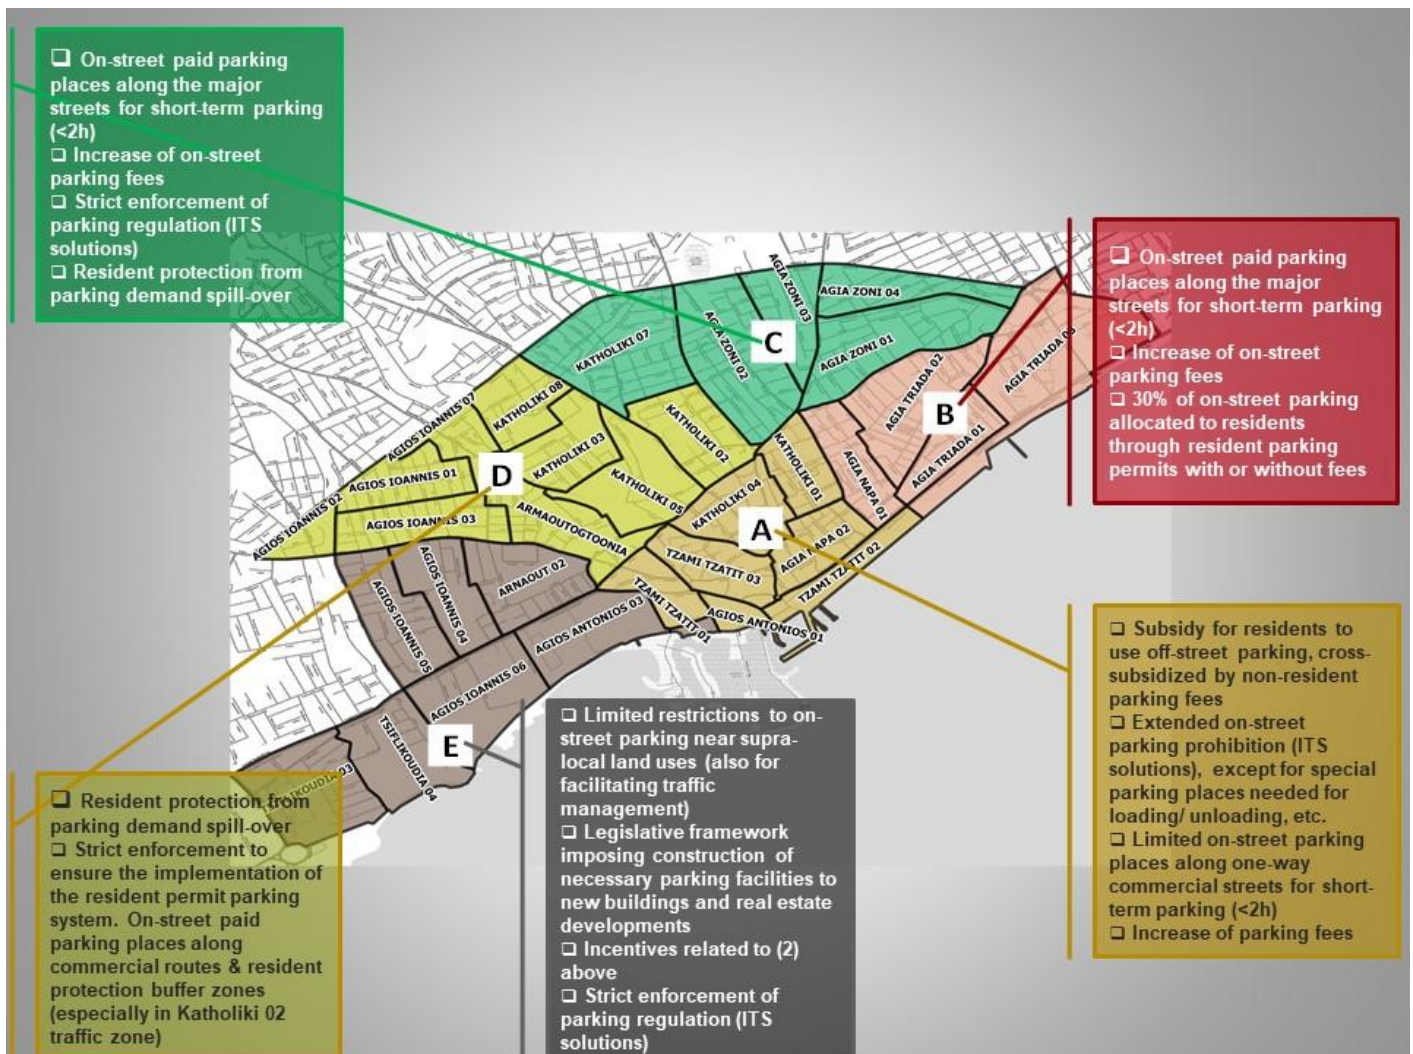 ❑ On-street paid parking
places along the major
streets for short-term parking
(<2h)
❑ Increase of on-street
parking fees
❑ Strict enforcement of
parking regulation (ITS
solutions)
❑ Resident protection from
parking demand spill-over
❑ On-street paid parking
places along the major
streets for short-term parking
(<2h)
❑ Increase of on-street
parking fees
❑ 30% of on-street parking
allocated to residents
through resident parking
permits with or without fees
AGIA ZONI 03
AGIA ZONI 04
KATHOLIKI 07
AGIA ZONI 02
C
AGIA ZONI 01
AGIA TRIADA 03
AGIA TRIADA 02
B
AGIA TRIADA 01
AGIOS IOANNIS 07
KATHOLIKI 08
KATHOLIKI 03
KATHOLIKI 02
KATHOLIKI 01
AGIA NAPA 01
AGIOS IOANNIS 01
D
KATHOLIKI 05
KATHOLIKI 04
A
AGIOS IOANNIS 02
AGIOS IOANNIS 03
ARMAOUTOGTOONIA
AGIA NAPA 02
TZAMI TZATIT 03
TZAMI TZATIT 02
AGIOS IOANNIS 05
AGIOS IOANNIS 04
ARNAOUT 02
AGIOS ANTONIOS 03
TZAMI TZATIT 01
AGIOS ANTONIOS 01
AGIOS IOANNIS 06
E
TSIFLIKOUDIA 04
03
❑ Subsidy for residents to
use off-street parking, cross-
subsidized by non-resident
parking fees
❑ Extended on-street
parking prohibition (ITS
solutions), except for special
parking places needed for
loading/ unloading, etc.
❑ Limited on-street parking
places along one-way
commercial streets for short-
term parking (<2h)
❑ Increase of parking fees
❑ Limited restrictions to on-
street parking near supra-
local land uses (also for
facilitating traffic
management)
❑ Legislative framework
imposing construction of
necessary parking facilities to
new buildings and real estate
developments
❑ Incentives related to (2)
above
❑ Strict enforcement of
parking regulation (ITS
solutions)
❑ Resident protection from
parking demand spill-over
❑ Strict enforcement to
ensure the implementation of
the resident permit parking
system. On-street paid
parking places along
commercial routes & resident
protection buffer zones
(especially in Katholiki 02
traffic zone)